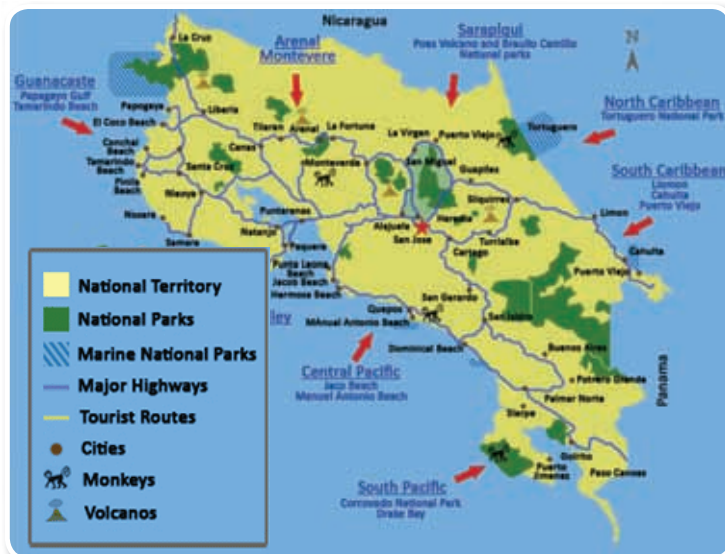 Nicaragua
La Cruz
Arenal
Montevere
Sarapiqui
Poas Volcano and Braulio Carrillo
National parks
N
Guanacaste
Papagayo Gulf
Tamarindo Beach
North Caribbean
Tortuguero National Park
Papagayo
Liberia
El Coco Beach
Tilaran
Arenal
La Fortuna
La Virgen
Puerto Viejo
Tortuguero
Conchal
Beach
Canas
Tamarindo
Beach
Santa Cruz
Monteverde
San Miguel
Guapiles
South Caribbean
Limon
Cahuita
Puerto Viejo
Nicoya
Siquirres
Nosara
Puntarenas
Alajuela
Heredia
Limon
Samara
Naranjo
Paquera
San Jose
Turrialba
Cartago
Cahuita
Puerto Viejo
Punta Leona
Beach
Jaco Beach
Hermosa Beach
San Gerardo
National Territory
National Parks
Marine National Parks
Major Highways
Tourist Routes
Cities
Monkeys
Volcanos
ley
Quepos
MAnuel Antonio Beach
San Isidro
Dominical Beach
Buenos Aires
Central Pacific
Jaco Beach
Manuel Antonio Beach
Potrero Grande
Panama
Palmar Norte
Sierpe
Golfito
Puerto
Jimenez
Paso Canoas
South Pacific
Corcovado National Park
Drake Bay